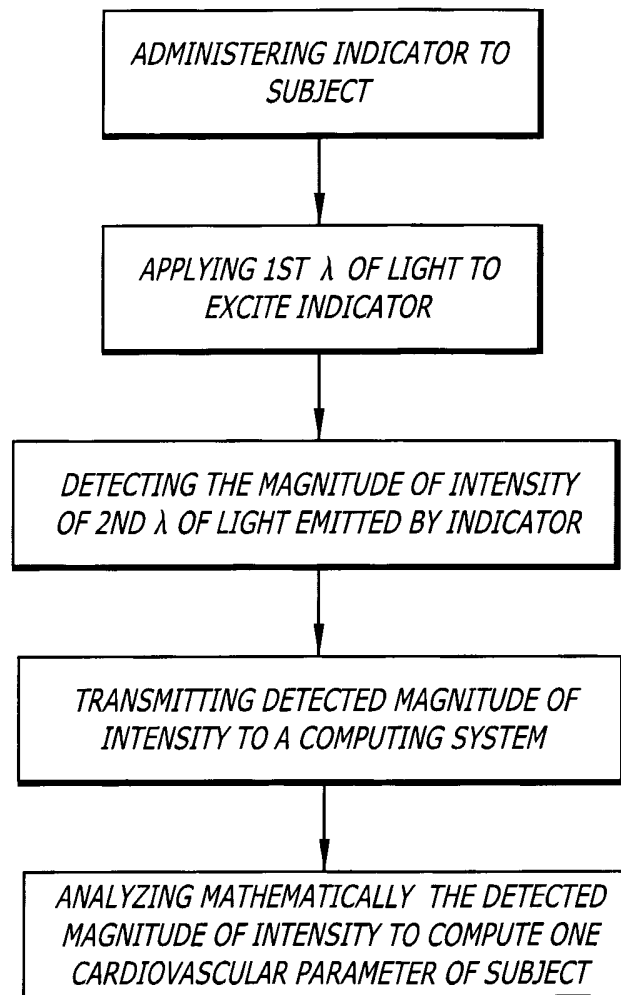 ADMINISTERING INDICATOR TO
SUBJECT
APPLYING 1ST λ OF LIGHT TO
EXCITE INDICATOR
DETECTING THE MAGNITUDE OF INTENSITY
OF 2ND λ OF LIGHT EMITTED BY INDICATOR
TRANSMITTING DETECTED MAGNITUDE OF
INTENSITY TO A COMPUTING SYSTEM
ANALYZING MATHEMATICALLY THE DETECTED
MAGNITUDE OF INTENSITY TO COMPUTE ONE
CARDIOVASCULAR PARAMETER OF SUBJECT